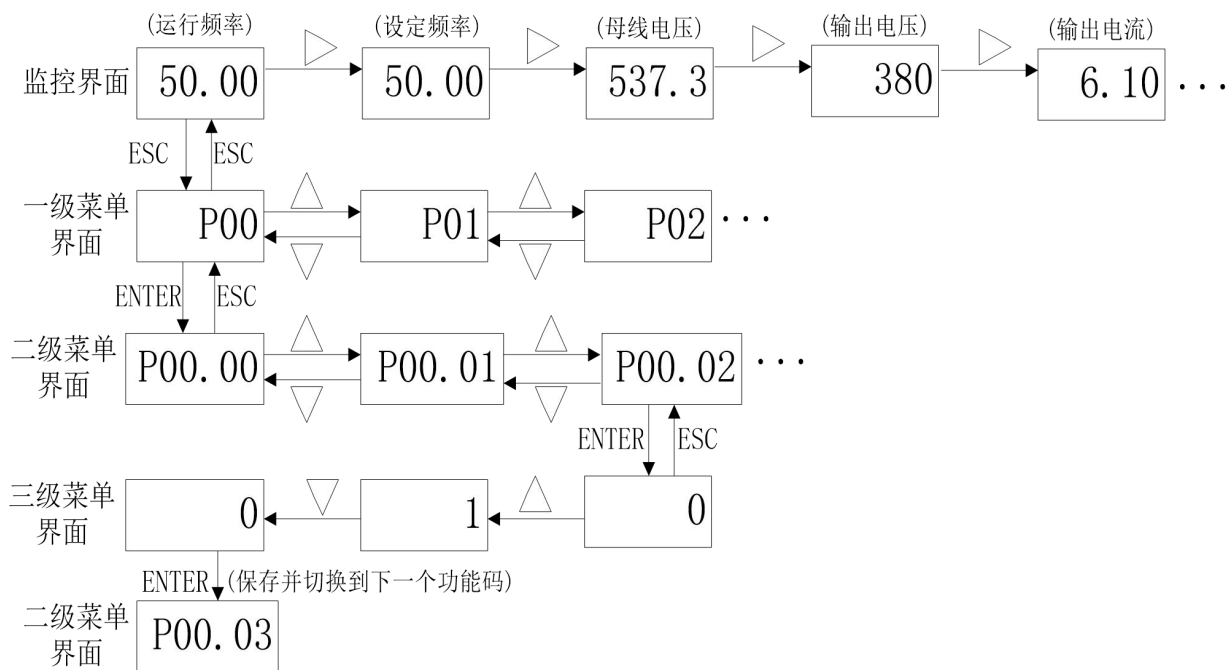 (运行频率) (设定频率) (母线电压) (输出电压) (输出电流)
监控界面 50.00 50.00 537.3 380 6.10 ...
ESC ESC
一级菜单界面 P00 P01 P02 ...
ENTER ESC
二级菜单界面 P00.00 P00.01 P00.02 ...
ENTER ESC
三级菜单界面 0 1 0
ENTER (保存并切换到下一个功能码)
二级菜单界面 P00.03